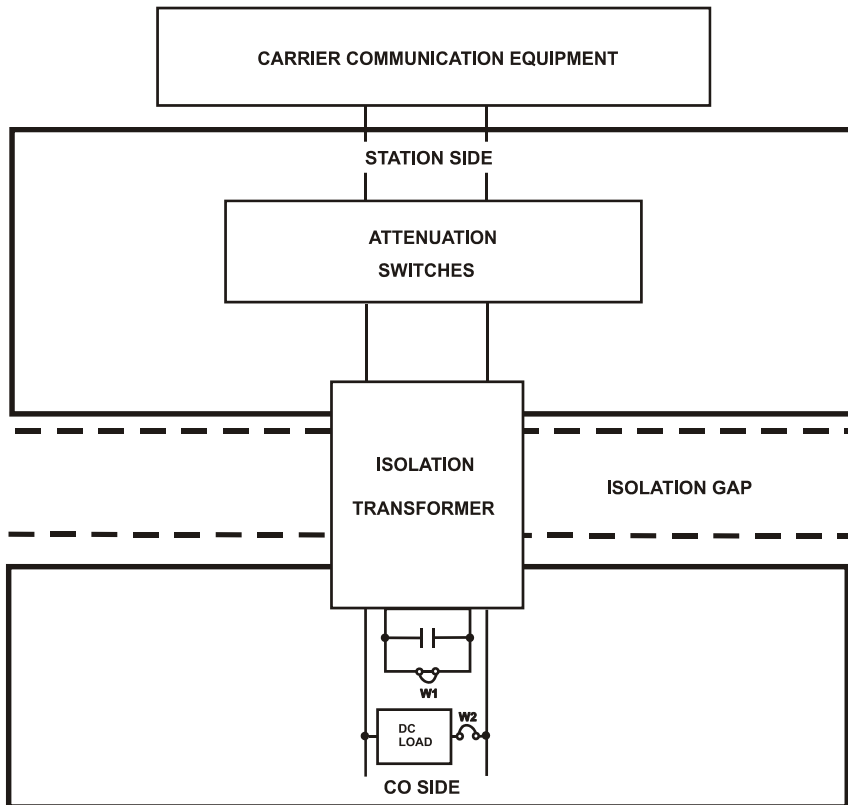 CARRIER COMMUNICATION EQUIPMENT
STATION SIDE
ATTENUATION
SWITCHES
ISOLATION
TRANSFORMER
ISOLATION GAP
W1
DC
LOAD
W2
CO SIDE